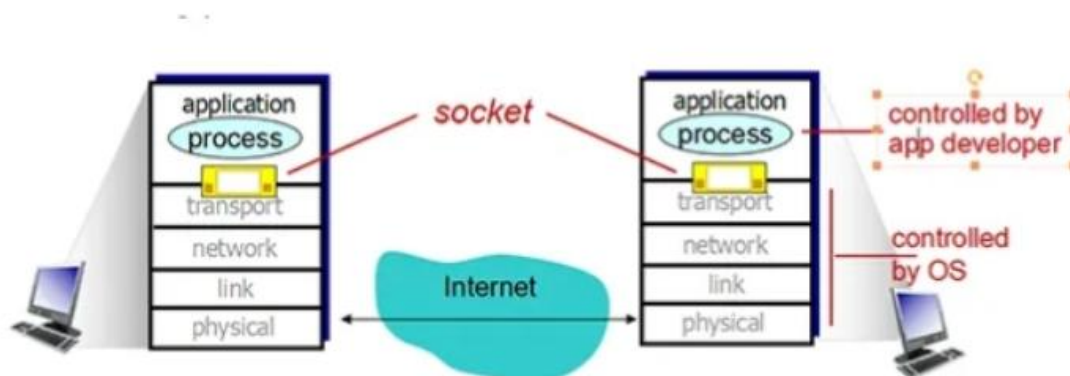 application
process
transport
network
link
physical
socket
Internet
application
process
transport
network
link
physical
controlled by
app developer
controlled
by OS